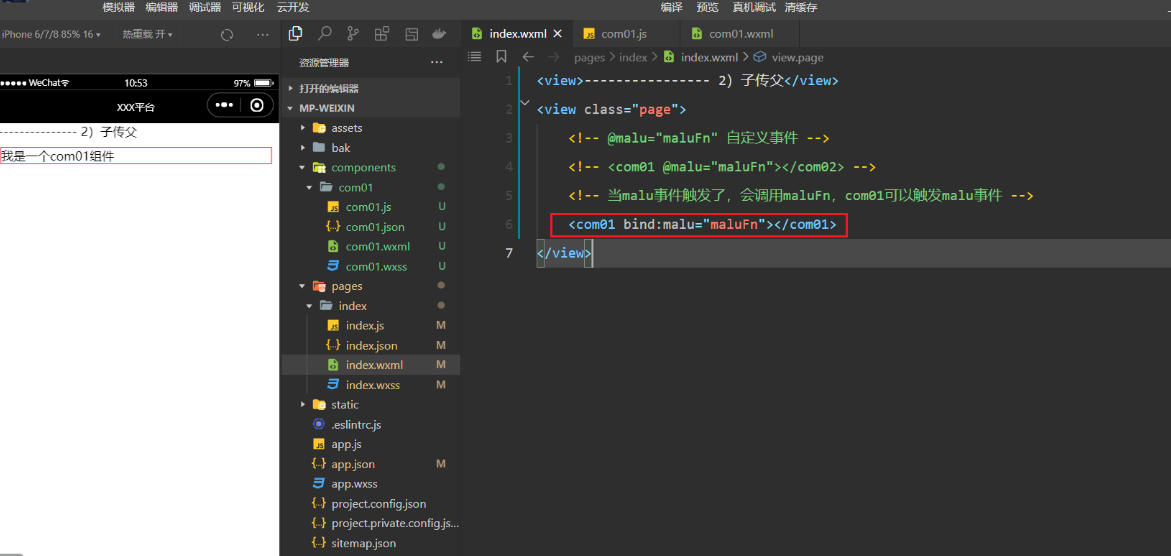 模拟器 编辑器 调试器 可视化 云开发 编译 预览 真机调试 清缓存
iPhone 6/7/8 85% 16 热重载 开
index.wxml com01.js com01.wxml
WeChat 10:53 97%
XXX平台
---------------- 2）子传父
我是一个com01组件
资源管理器
打开的编辑器
MP-WEIXIN
assets
bak
components
com01
com01.js U
com01.json U
com01.wxml U
com01.wxss U
pages
index
index.js M
index.json M
index.wxml M
index.wxss M
static
.eslintrc.js
app.js
app.json M
app.wxss
project.config.json
project.private.config.js...
sitemap.json
pages > index > index.wxml > view.page
1 <view>---------------- 2）子传父</view>
2 <view class="page">
3 <!-- @malu="maluFn" 自定义事件 -->
4 <!-- <com01 @malu="maluFn"></com02> -->
5 <!-- 当malu事件触发了，会调用maluFn，com01可以触发malu事件 -->
6 <com01 bind:malu="maluFn"></com01>
7 </view>